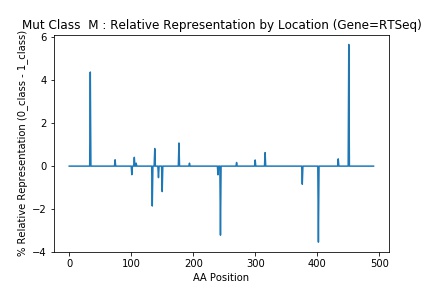 Mut Class  M : Relative Representation by Location (Gene=RTSeq)
% Relative Representation (0_class - 1_class)
6
4
2
0
−2
−4
0 100 200 300 400 500
AA Position